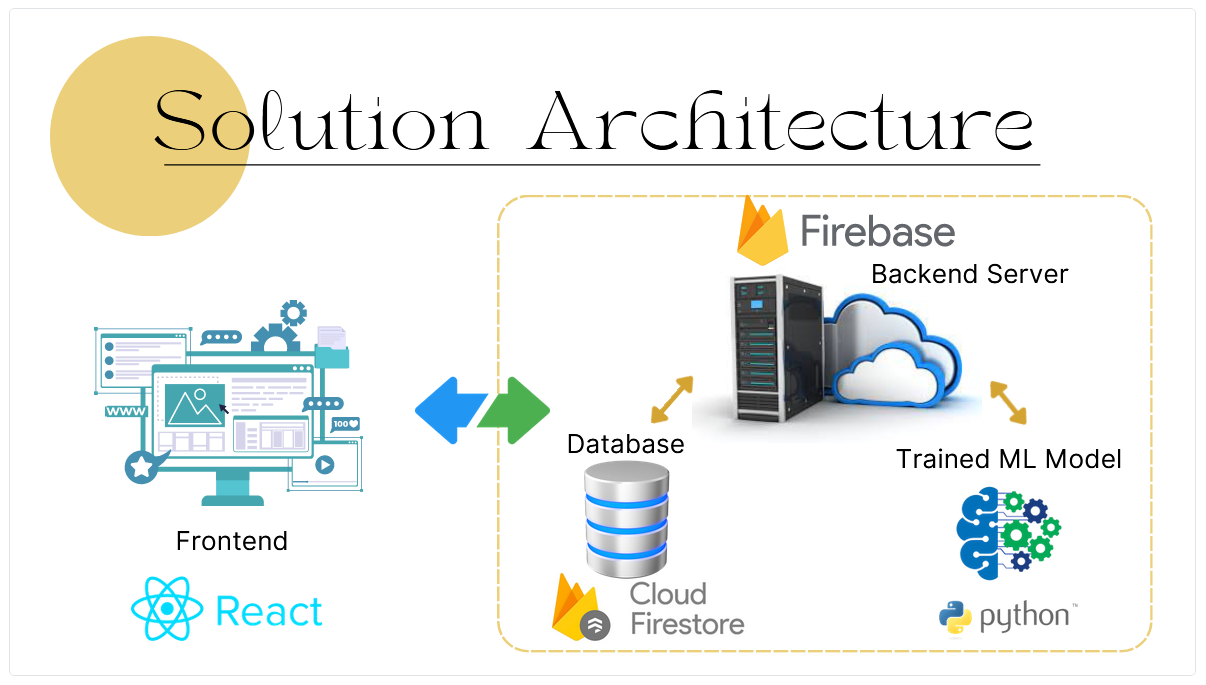 Solution Architecture
Firebase
Backend Server
WWW
100
Database
Trained ML Model
Frontend
Cloud
Firestore
React
python™